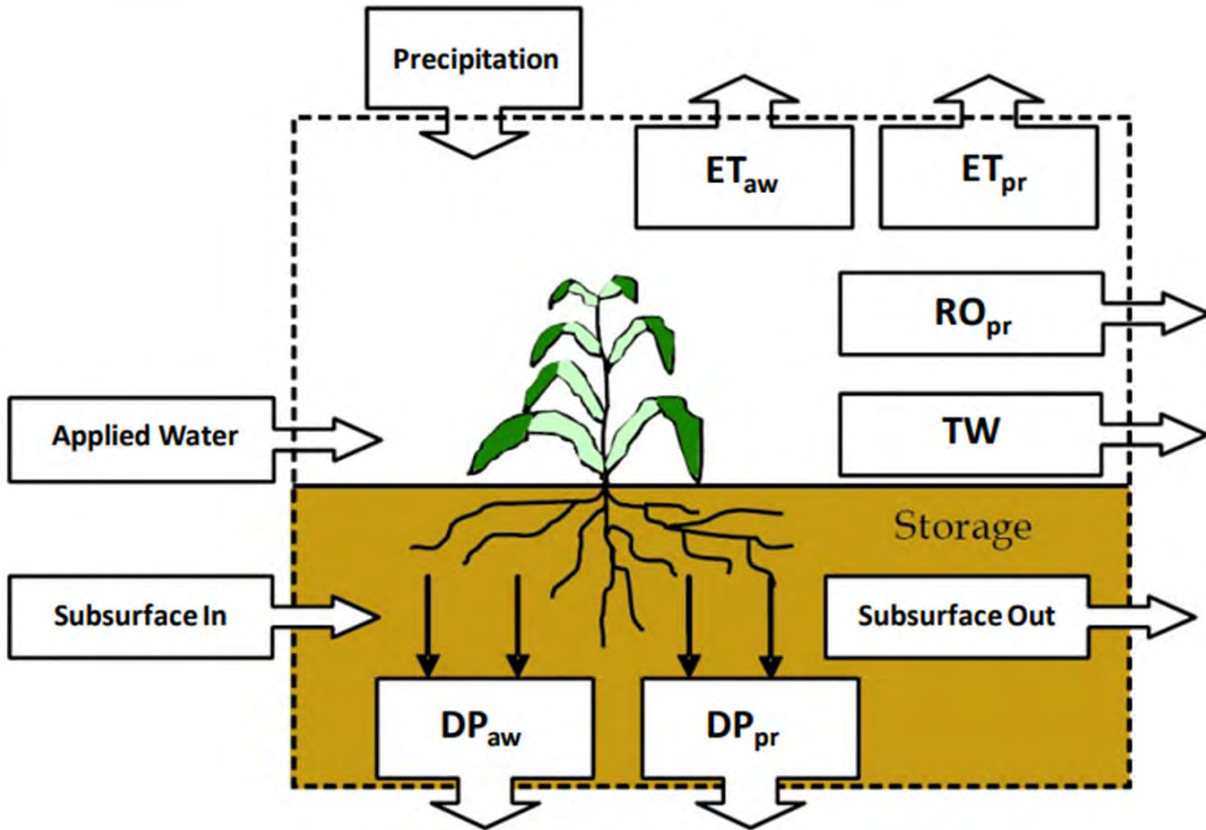 Precipitation
ETaw
ETpr
ROpr
Applied Water
TW
Storage
Subsurface In
Subsurface Out
DPaw
DPpr